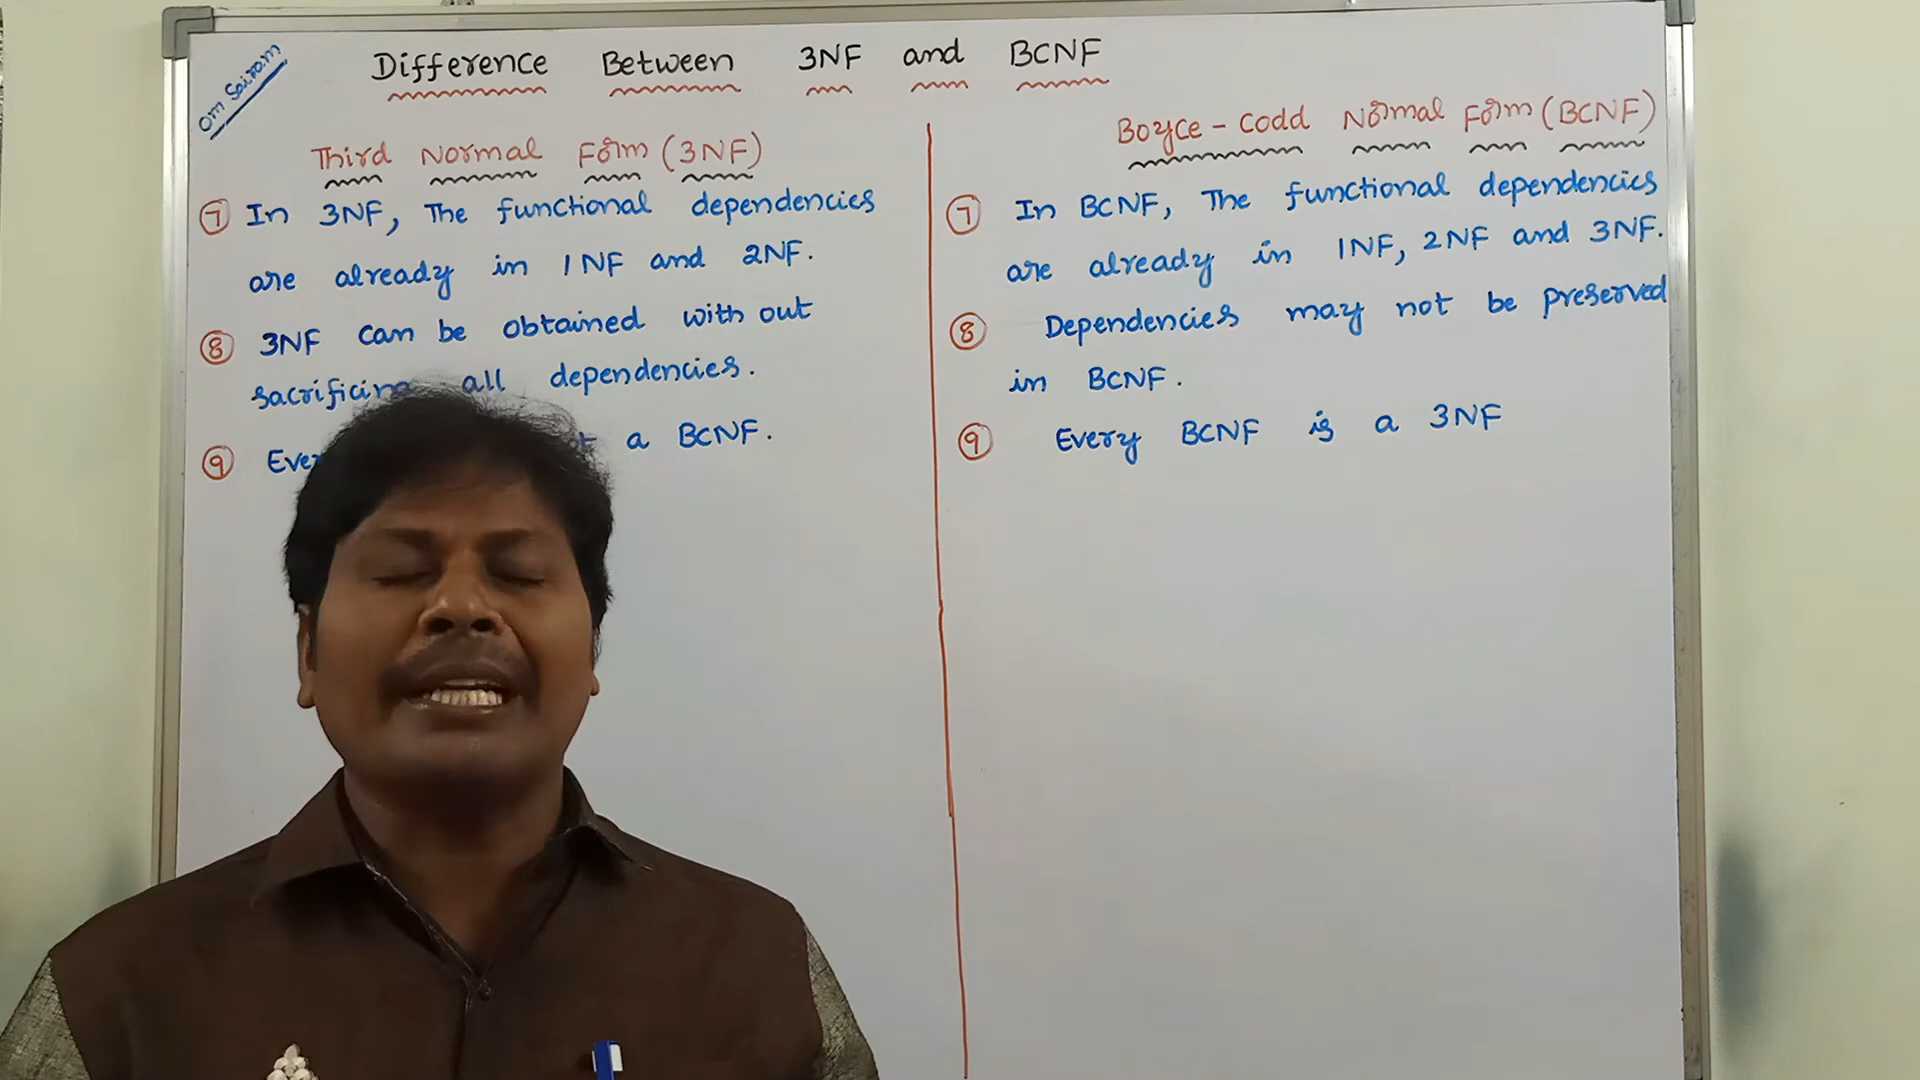 Om Sairam
Difference Between 3NF and BCNF
Third Normal Form (3NF)
7 In 3NF, The functional dependencies
are already in 1NF and 2NF.
8 3NF can be obtained with out
sacrificing all dependencies.
9 a BCNF.
Boyce-Codd Normal Form (BCNF)
7 In BCNF, The functional dependencies
are already in 1NF, 2NF and 3NF.
8 Dependencies may not be preserved
in BCNF.
9 Every BCNF is a 3NF